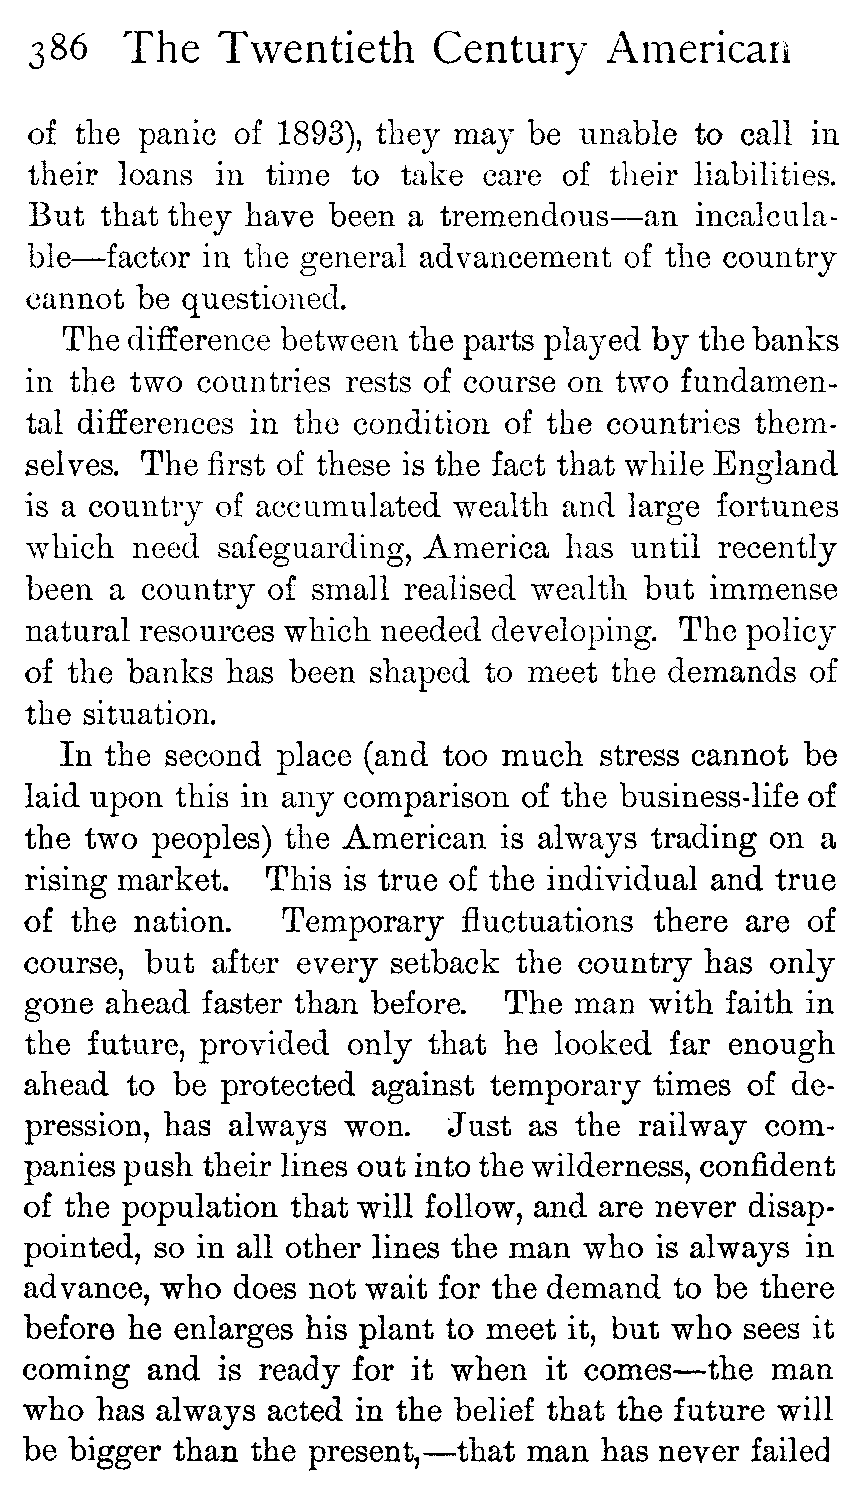 386 The Twentieth Century American
of the panic of 1893), they may be unable to call in
their loans in time to take care of their liabilities.
But that they have been a tremendous—an incalcula-
ble—factor in the general advancement of the country
cannot be questioned.
The difference between the parts played by the banks
in the two countries rests of course on two fundamen-
tal differences in the condition of the countries them-
selves. The first of these is the fact that while England
is a country of accumulated wealth and large fortunes
which need safeguarding, America has until recently
been a country of small realised wealth but immense
natural resources which needed developing. The policy
of the banks has been shaped to meet the demands of
the situation.
In the second place (and too much stress cannot be
laid upon this in any comparison of the business-life of
the two peoples) the American is always trading on a
rising market. This is true of the individual and true
of the nation. Temporary fluctuations there are of
course, but after every setback the country has only
gone ahead faster than before. The man with faith in
the future, provided only that he looked far enough
ahead to be protected against temporary times of de-
pression, has always won. Just as the railway com-
panies push their lines out into the wilderness, confident
of the population that will follow, and are never disap-
pointed, so in all other lines the man who is always in
advance, who does not wait for the demand to be there
before he enlarges his plant to meet it, but who sees it
coming and is ready for it when it comes—the man
who has always acted in the belief that the future will
be bigger than the present,—that man has never failed